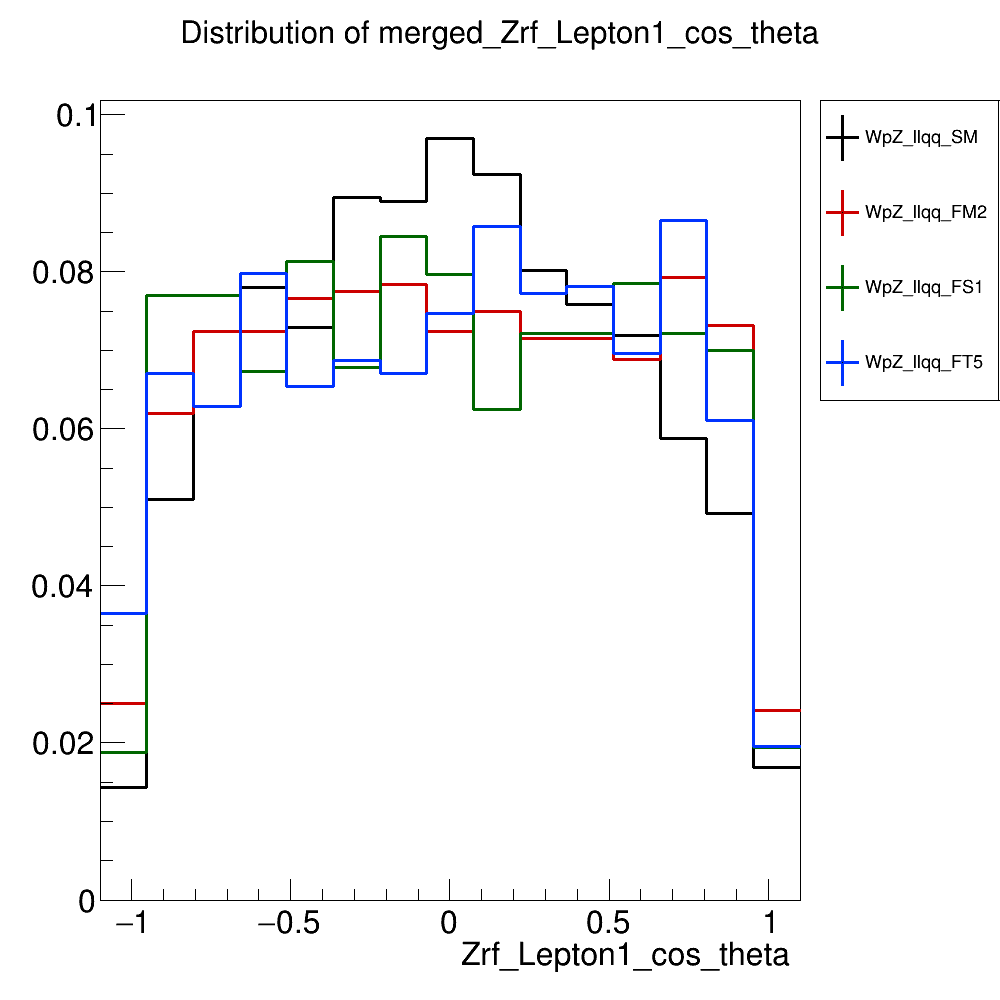 Distribution of merged_Zrf_Lepton1_cos_theta
0.1
0.08
0.06
0.04
0.02
0
−1 −0.5 0 0.5 1
Zrf_Lepton1_cos_theta
WpZ_llqq_SM
WpZ_llqq_FM2
WpZ_llqq_FS1
WpZ_llqq_FT5